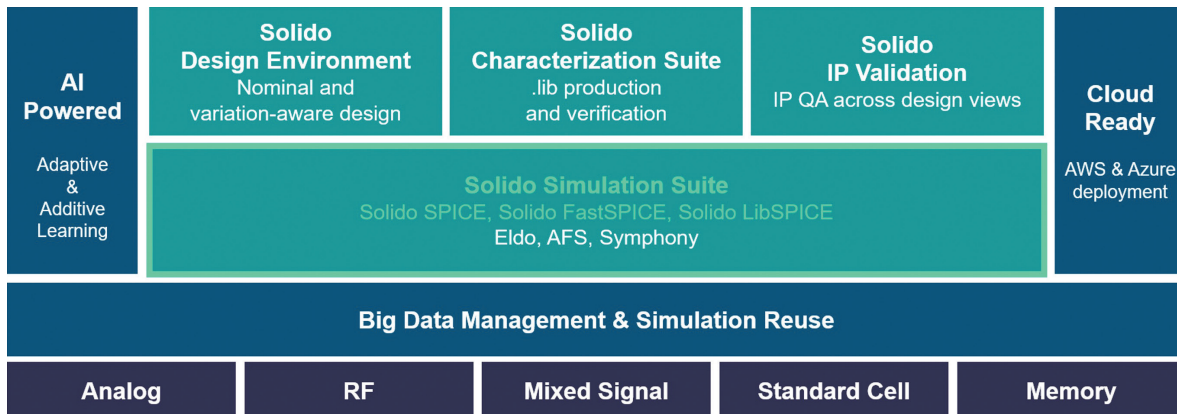 AI
Powered
Adaptive
&
Additive
Learning
Solido
Design Environment
Nominal and
variation-aware design
Solido
Characterization Suite
.lib production
and verification
Solido
IP Validation
IP QA across design views
Cloud
Ready
AWS & Azure
deployment
Solido Simulation Suite
Solido SPICE, Solido FastSPICE, Solido LibSPICE
Eldo, AFS, Symphony
Big Data Management & Simulation Reuse
Analog
RF
Mixed Signal
Standard Cell
Memory